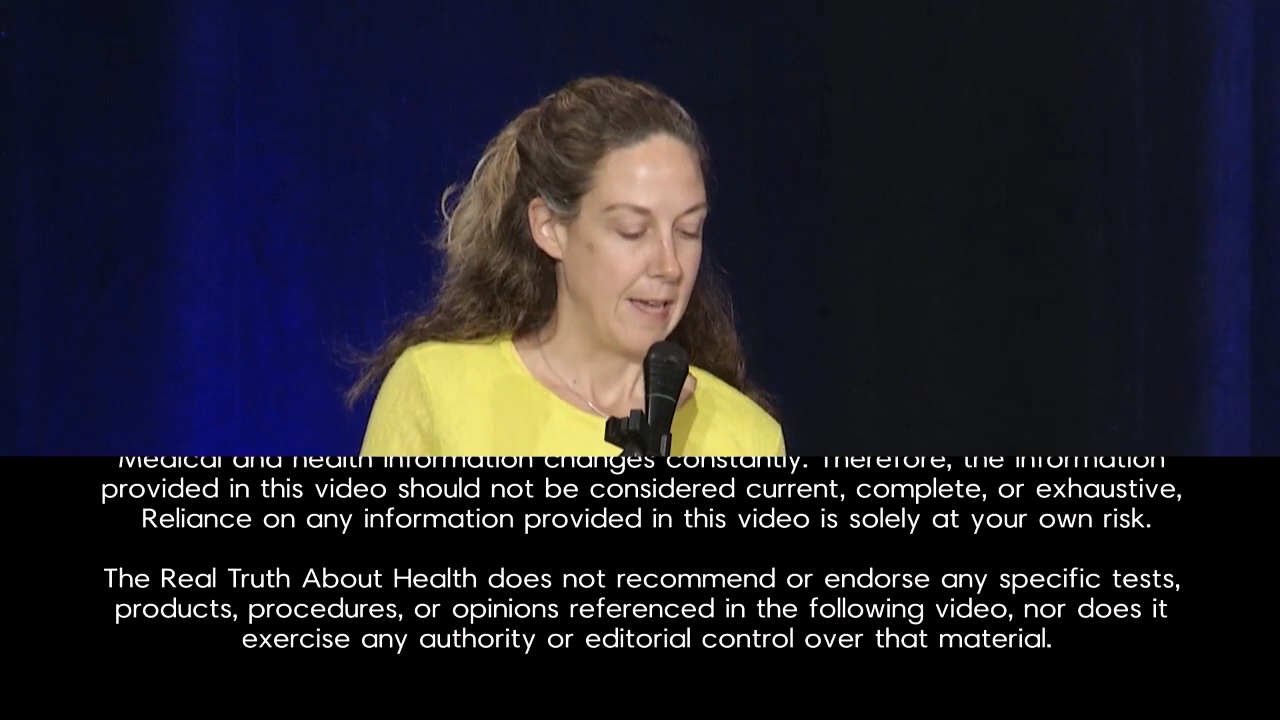 Medical and health information changes constantly. Therefore, the information
provided in this video should not be considered current, complete, or exhaustive,
Reliance on any information provided in this video is solely at your own risk.
The Real Truth About Health does not recommend or endorse any specific tests,
products, procedures, or opinions referenced in the following video, nor does it
exercise any authority or editorial control over that material.